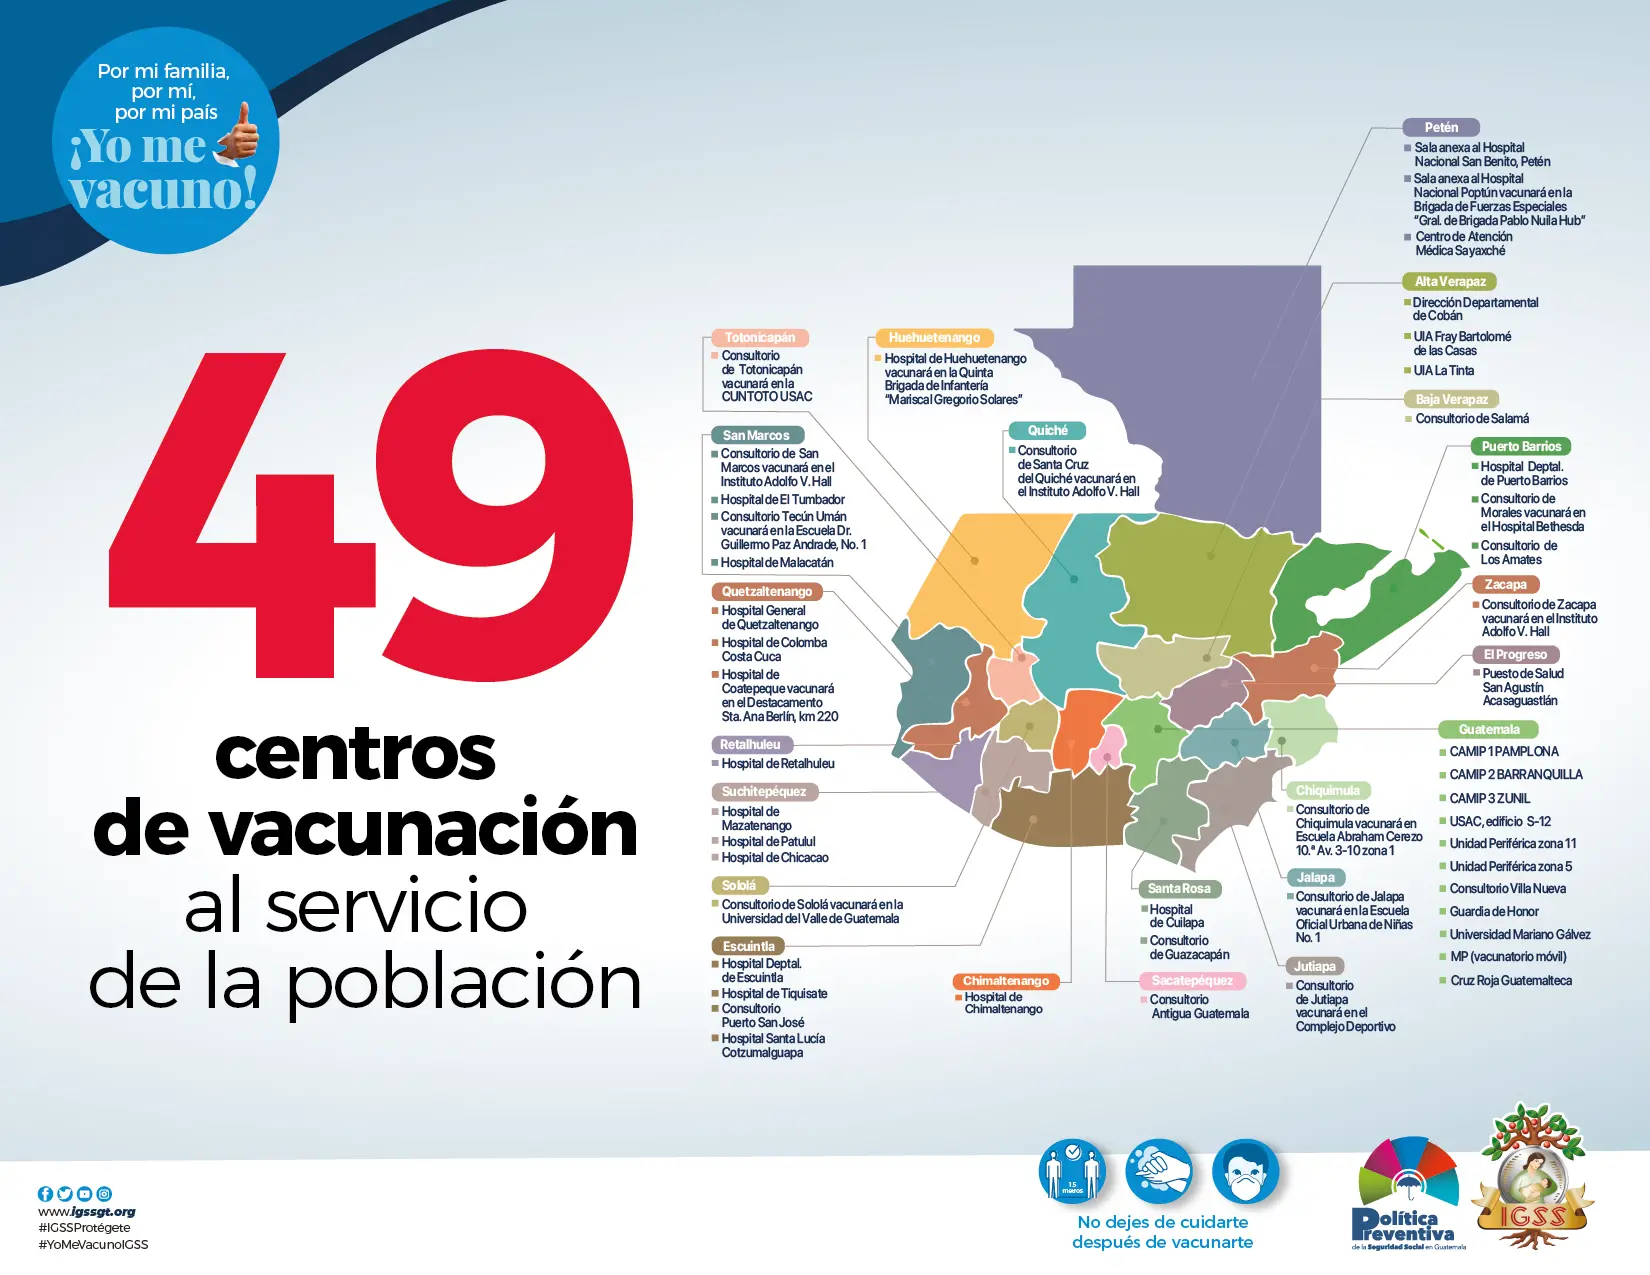 Por mi familia,
por mí,
por mi país
¡Yo me
vacuno!
49
centros
de vacunación
al servicio
de la población
Totonicapán
Consultorio
de Totonicapán
vacunará en la
CUNTOTO USAC
San Marcos
Consultorio de San
Marcos vacunará en el
Instituto Adolfo V. Hall
Hospital de El Tumbador
Consultorio Tecún Umán
vacunará en la Escuela Dr.
Guillermo Paz Andrade, No. 1
Hospital de Malacatán
Quetzaltenango
Hospital General
de Quetzaltenango
Hospital de Colomba
Costa Cuca
Hospital de
Coatepeque vacunará
en el Destacamento
Sta. Ana Berlín, km 220
Retalhuleu
Hospital de Retalhuleu
Suchitepéquez
Hospital de
Mazatenango
Hospital de Patulul
Hospital de Chicacao
Sololá
Consultorio de Sololá vacunará en la
Universidad del Valle de Guatemala
Escuintla
Hospital Deptal.
de Escuintla
Hospital de Tiquisate
Consultorio
Puerto San José
Hospital Santa Lucía
Cotzumalguapa
Huehuetenango
Hospital de Huehuetenango
vacunará en la Quinta
Brigada de Infantería
“Mariscal Gregorio Solares”
Quiché
Consultorio
de Santa Cruz
del Quiché vacunará en
el Instituto Adolfo V. Hall
Chimaltenango
Hospital de
Chimaltenango
Santa Rosa
Hospital
de Cuilapa
Consultorio
de Guazacapán
Sacatepéquez
Consultorio
Antigua Guatemala
Petén
Sala anexa al Hospital
Nacional San Benito, Petén
Sala anexa al Hospital
Nacional Poptún vacunará en la
Brigada de Fuerzas Especiales
“Gral. de Brigada Pablo Nuila Hub”
Centro de Atención
Médica Sayaxché
Alta Verapaz
Dirección Departamental
de Cobán
UIA Fray Bartolomé
de las Casas
UIA La Tinta
Baja Verapaz
Consultorio de Salamá
Puerto Barrios
Hospital Deptal.
de Puerto Barrios
Consultorio de
Morales vacunará en
el Hospital Bethesda
Consultorio de
Los Amates
Zacapa
Consultorio de Zacapa
vacunará en el Instituto
Adolfo V. Hall
El Progreso
Puesto de Salud
San Agustín
Acasaguastlán
Guatemala
CAMIP 1 PAMPLONA
CAMIP 2 BARRANQUILLA
CAMIP 3 ZUNIL
USAC, edificio S-12
Unidad Periférica zona 11
Unidad Periférica zona 5
Consultorio Villa Nueva
Guardia de Honor
Universidad Mariano Gálvez
MP (vacunatorio móvil)
Cruz Roja Guatemalteca
Chiquimula
Consultorio de
Chiquimula vacunará en
Escuela Abraham Cerezo
10.ª Av. 3-10 zona 1
Jalapa
Consultorio de Jalapa
vacunará en la Escuela
Oficial Urbana de Niñas
No. 1
Jutiapa
Consultorio
de Jutiapa
vacunará en el
Complejo Deportivo
www.igssgt.org
#IGSSProtégete
#YoMeVacunoIGSS
1.5
metros
No dejes de cuidarte
después de vacunarte
Política
Preventiva
de la Seguridad Social en Guatemala
IGSS